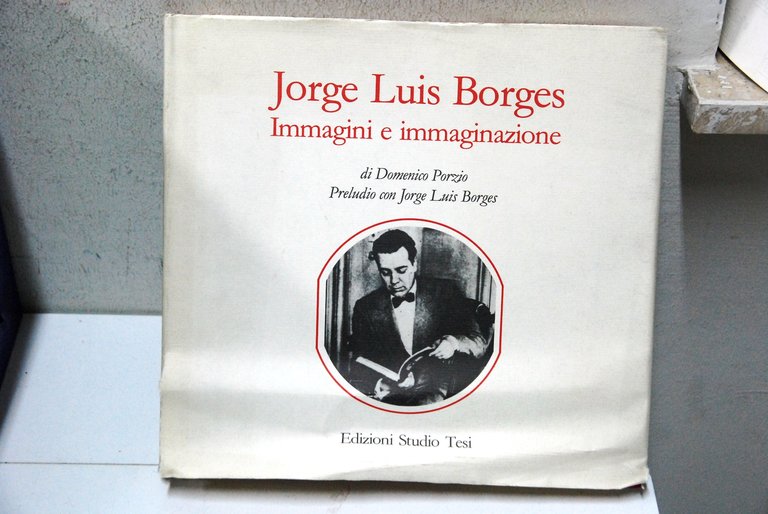 Jorge Luis Borges
Immagini e immaginazione
di Domenico Porzio
Preludio con Jorge Luis Borges
Edizioni Studio Tesi